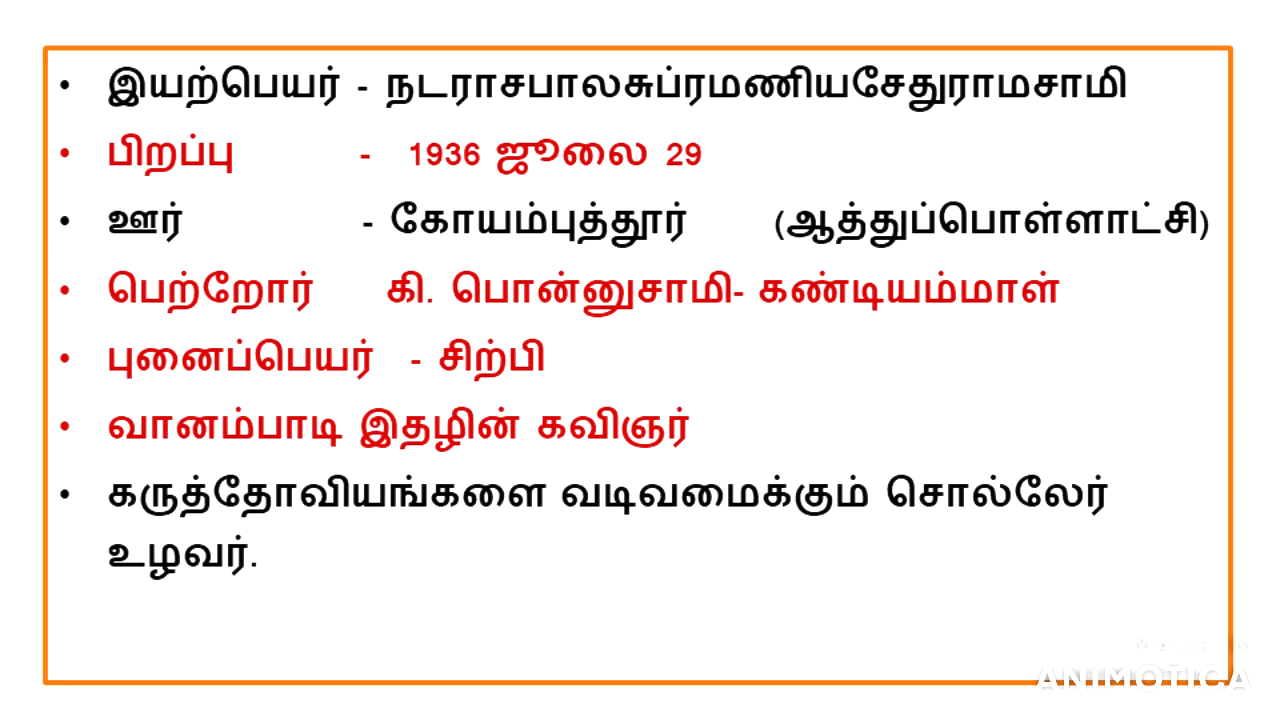 • இயற்பெயர் - நடராசபாலசுப்ரமணியசேதுராமசாமி
• பிறப்பு - 1936 ஜூலை 29
• ஊர் - கோயம்புத்தூர் (ஆத்துப்பொள்ளாட்சி)
• பெற்றோர் கி. பொன்னுசாமி- கண்டியம்மாள்
• புனைப்பெயர் - சிற்பி
• வானம்பாடி இதழின் கவிஞர்
• கருத்தோவியங்களை வடிவமைக்கும் சொல்லேர்
உழவர்.
ANIMOTICA